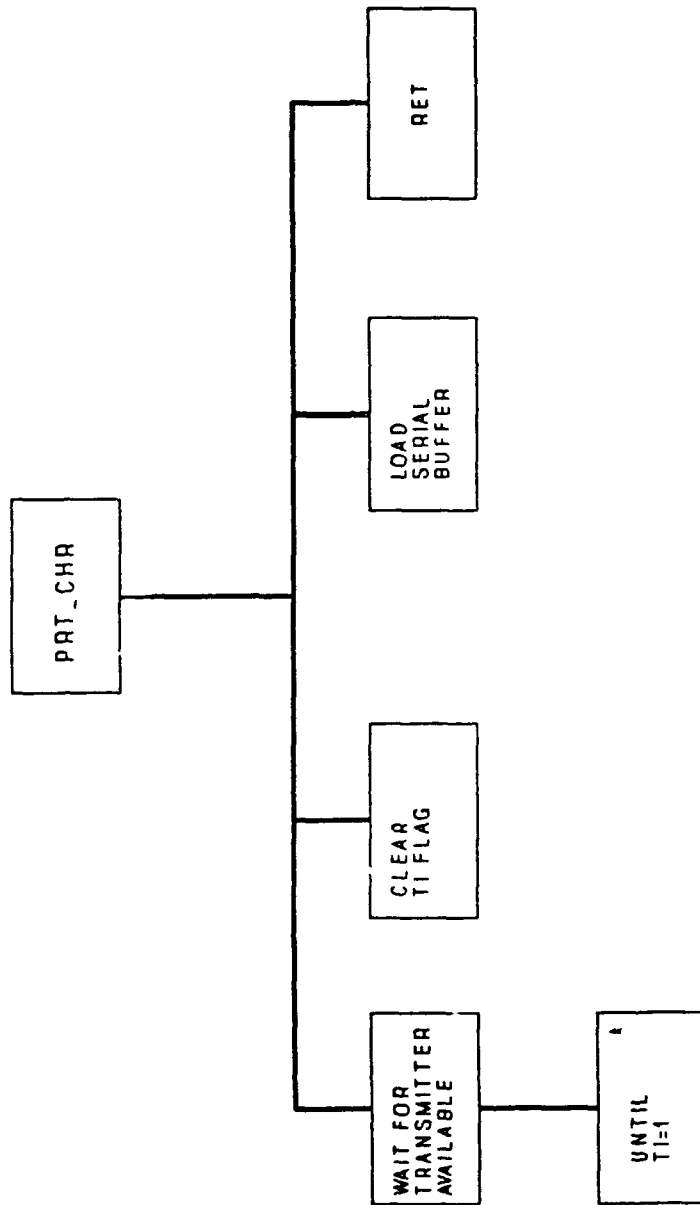 PRT_CHR
WAIT FOR
TRANSMITTER
AVAILABLE
CLEAR
TI FLAG
LOAD
SERIAL
BUFFER
RET
UNTIL
TI=1
*